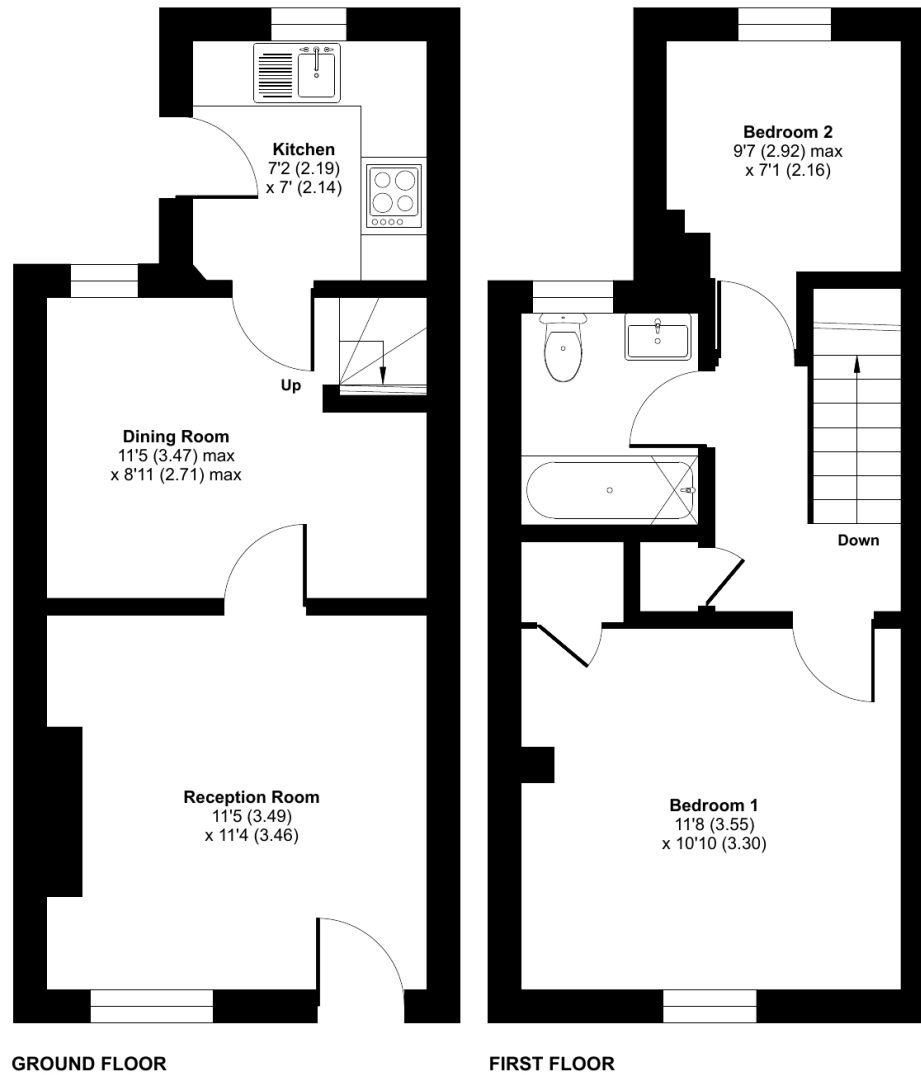 Kitchen
7'2 (2.19)
x 7' (2.14)
Up
Dining Room
11'5 (3.47) max
x 8'11 (2.71) max
Reception Room
11'5 (3.49)
x 11'4 (3.46)
GROUND FLOOR
Bedroom 2
9'7 (2.92) max
x 7'1 (2.16)
Down
Bedroom 1
11'8 (3.55)
x 10'10 (3.30)
FIRST FLOOR